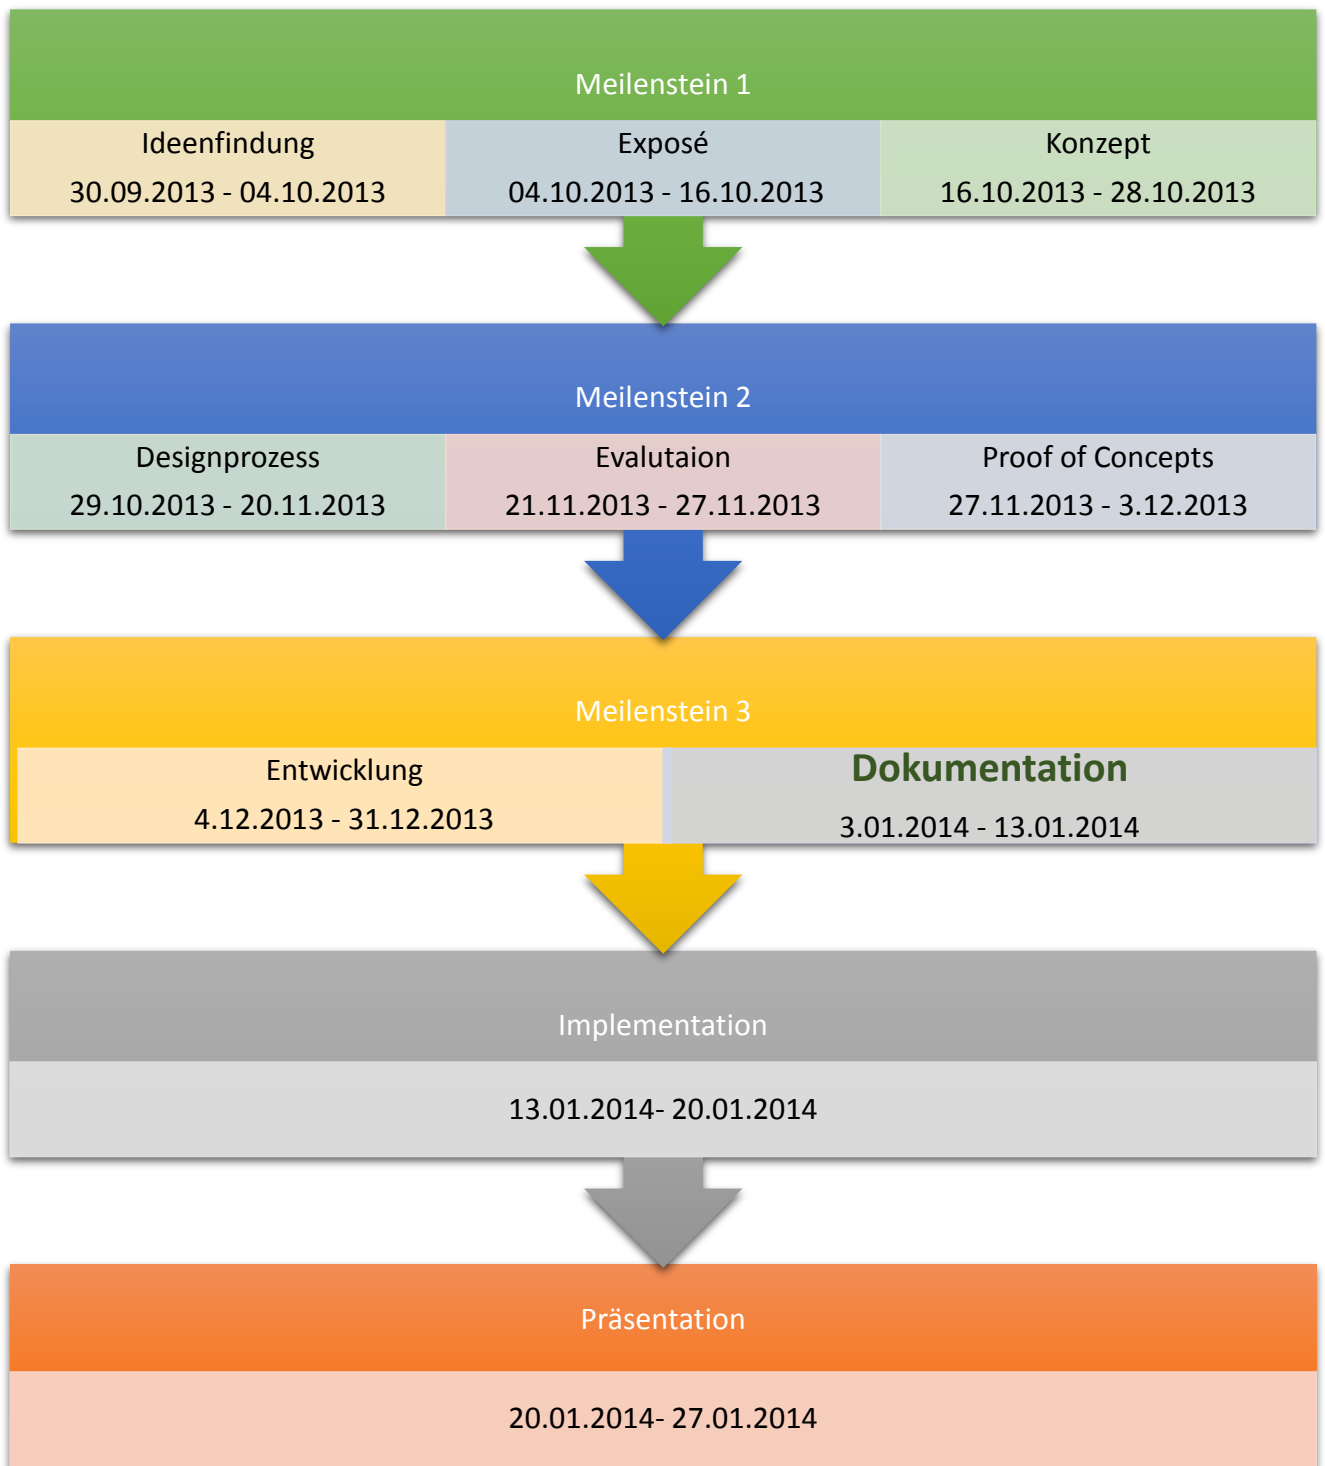 Meilenstein 1
Ideenfindung
30.09.2013 - 04.10.2013
Exposé
04.10.2013 - 16.10.2013
Konzept
16.10.2013 - 28.10.2013
Meilenstein 2
Designprozess
29.10.2013 - 20.11.2013
Evalutaion
21.11.2013 - 27.11.2013
Proof of Concepts
27.11.2013 - 3.12.2013
Meilenstein 3
Entwicklung
4.12.2013 - 31.12.2013
Dokumentation
3.01.2014 - 13.01.2014
Implementation
13.01.2014- 20.01.2014
Präsentation
20.01.2014- 27.01.2014